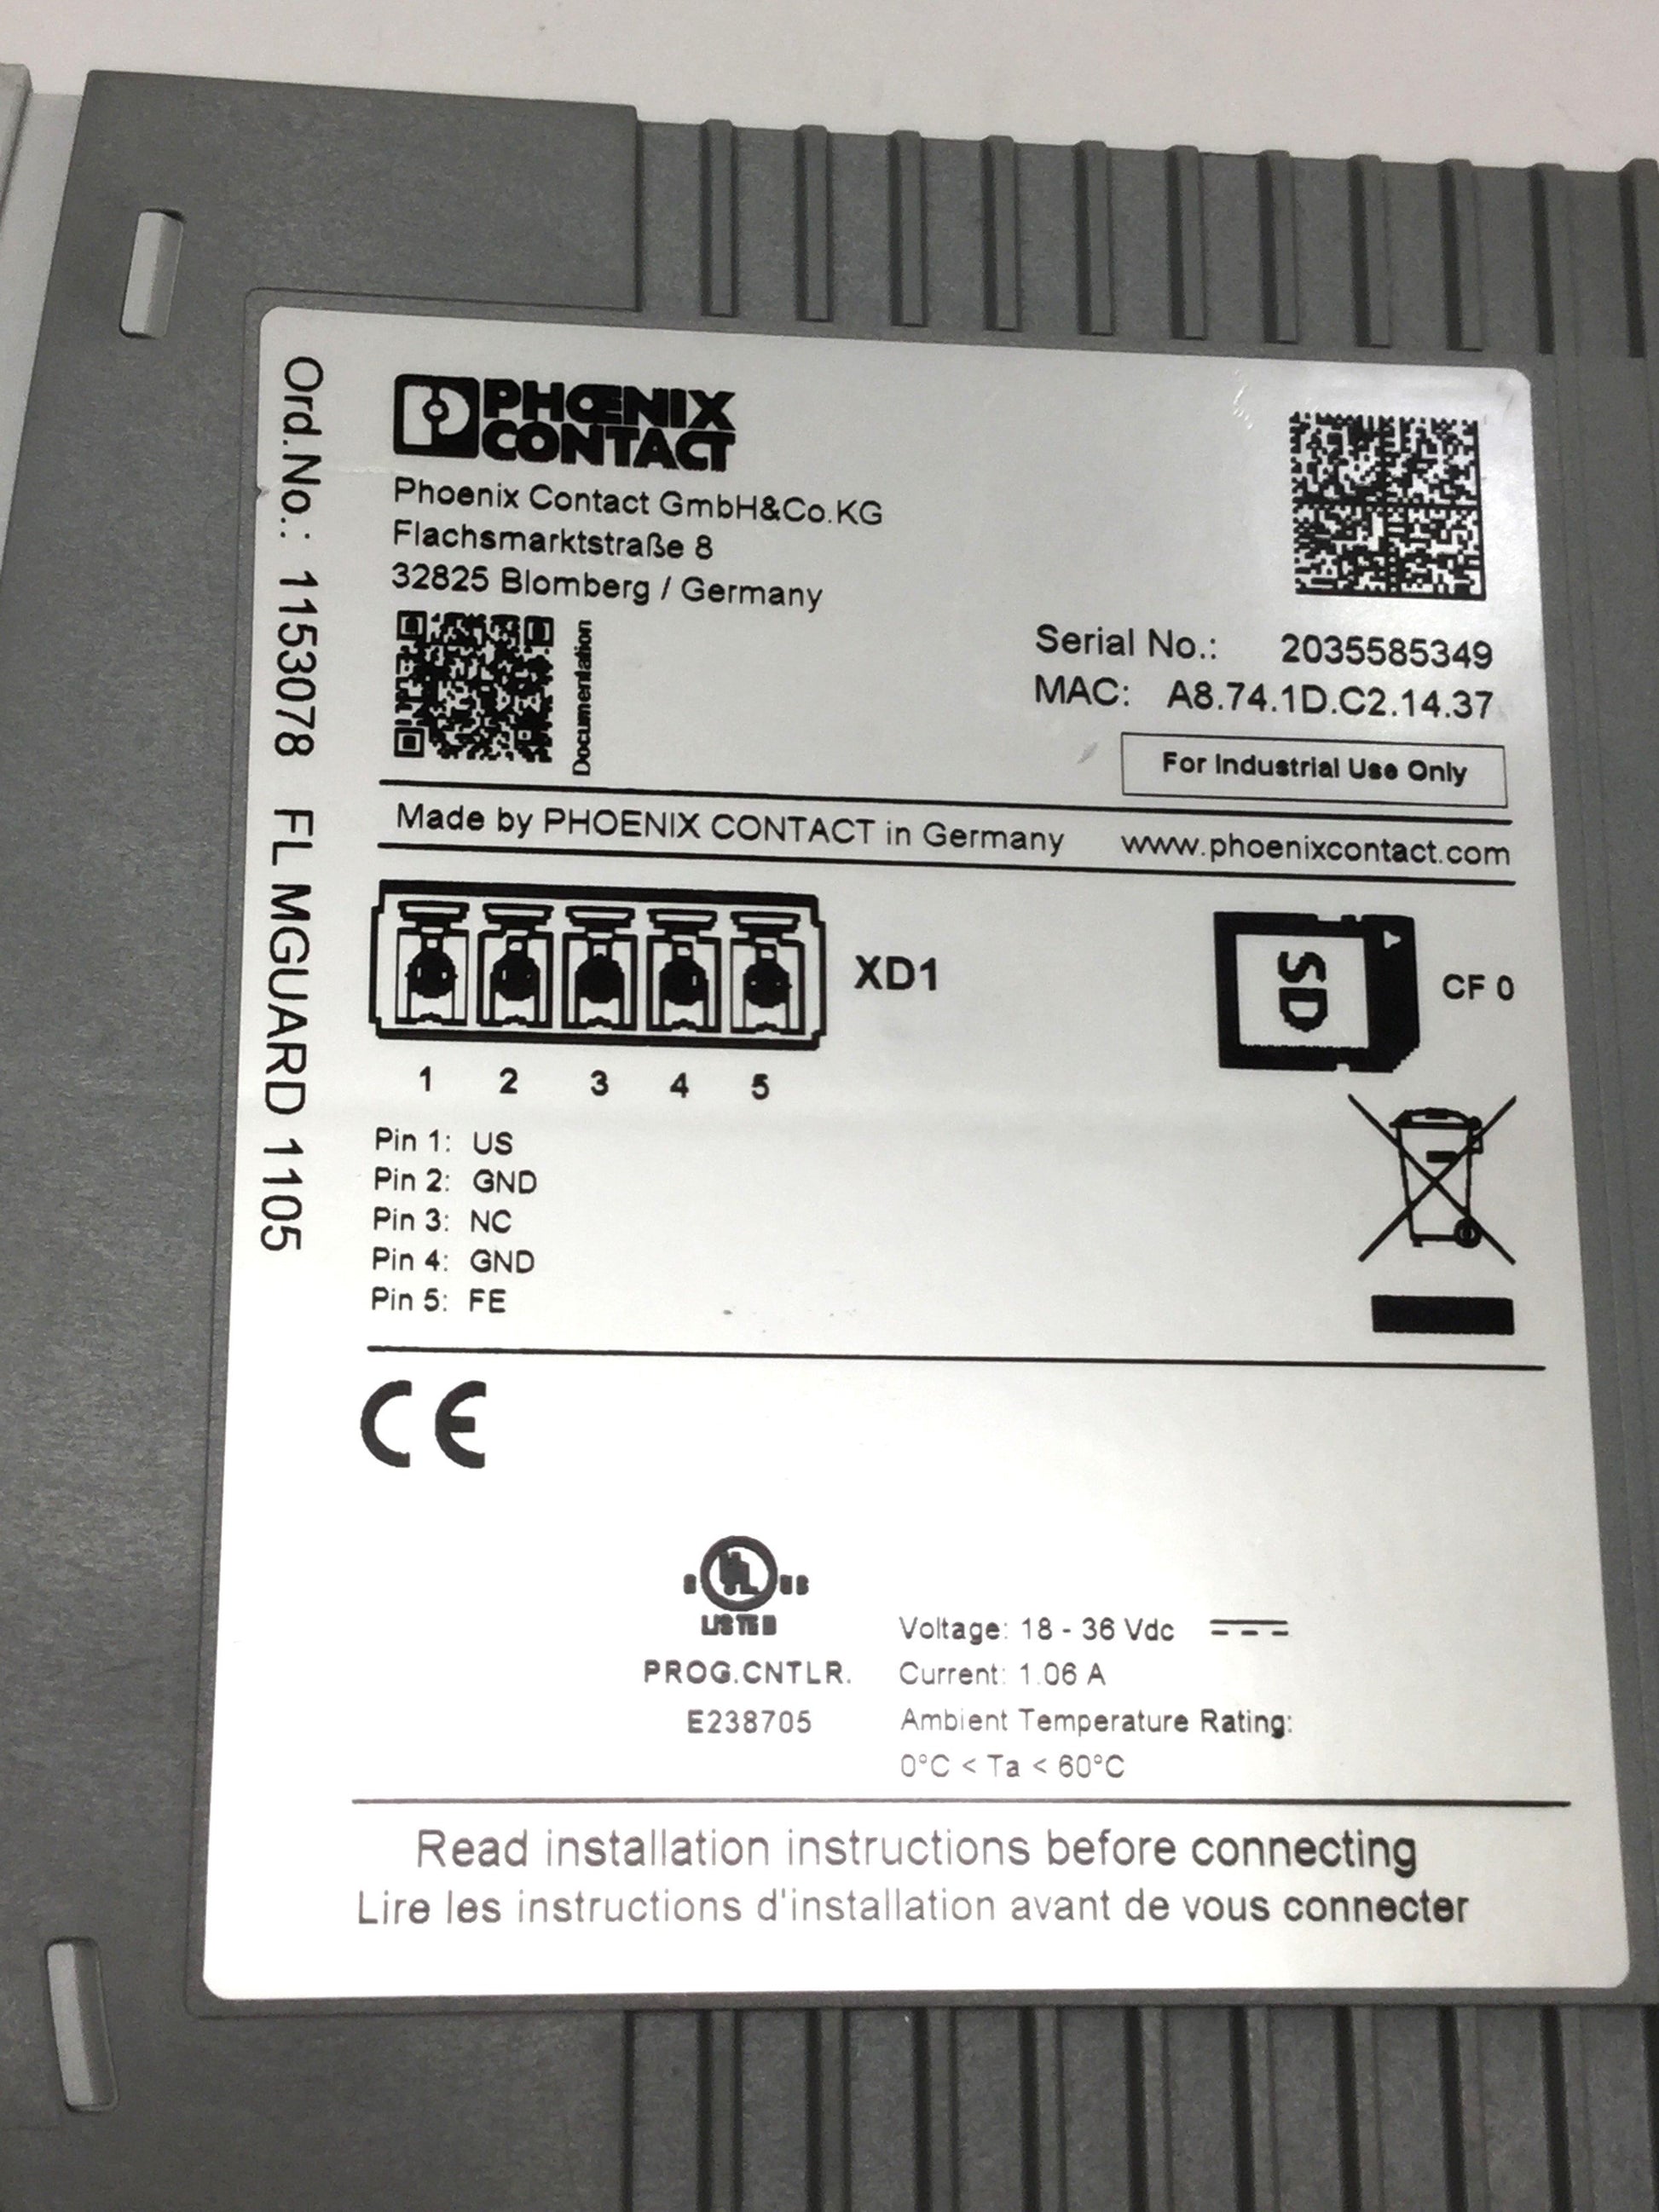 Ord.No.: 1153078 FL MGUARD 1105
PHŒNIX
CONTACT
Phoenix Contact GmbH&Co.KG
Flachsmarktstraße 8
32825 Blomberg / Germany
Documentation
Serial No.: 2035585349
MAC: A8.74.1D.C2.14.37
For Industrial Use Only
Made by PHOENIX CONTACT in Germany www.phoenixcontact.com
XD1
SD
CF 0
1 2 3 4 5
Pin 1: US
Pin 2: GND
Pin 3: NC
Pin 4: GND
Pin 5: FE
CE
UL US
LISTED
PROG.CNTLR.
E238705
Voltage: 18 - 36 Vdc
Current: 1.06 A
Ambient Temperature Rating:
0°C < Ta < 60°C
Read installation instructions before connecting
Lire les instructions d'installation avant de vous connecter